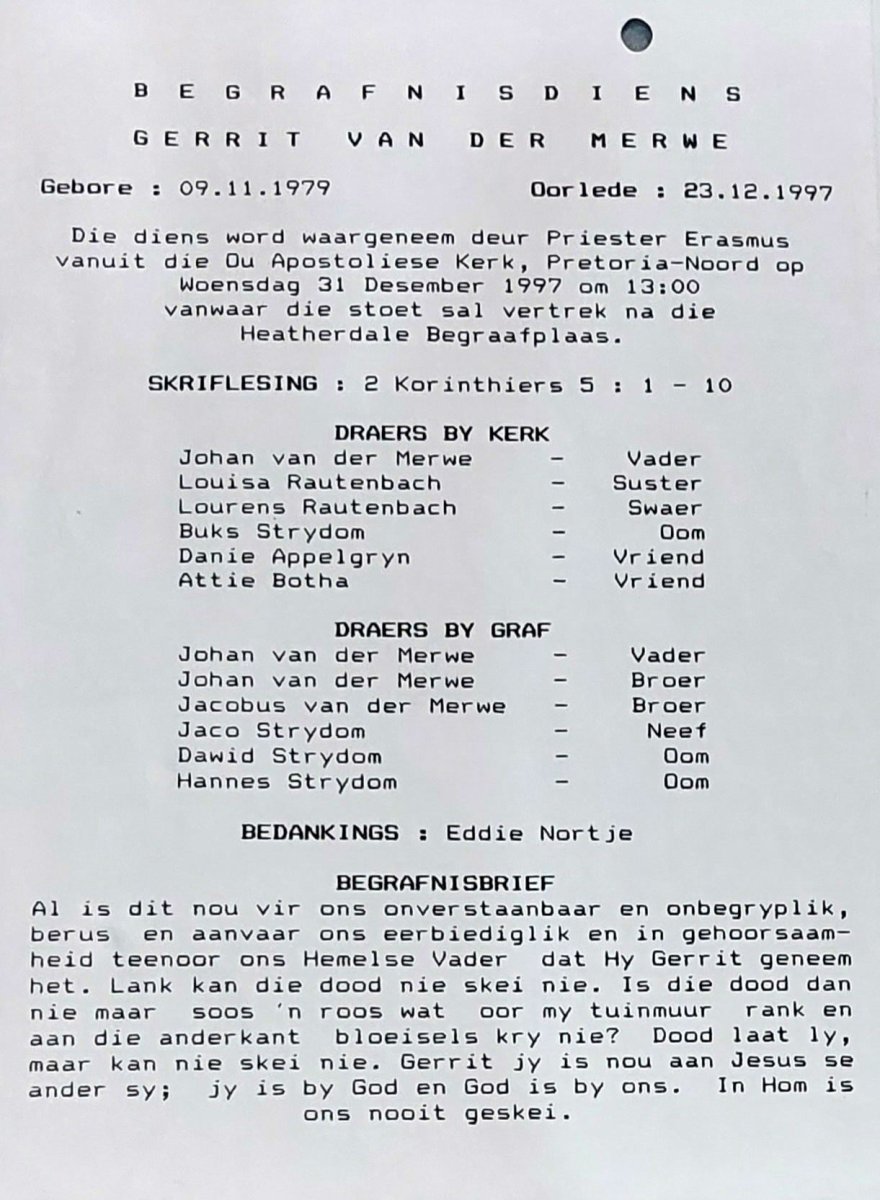 BEGRAFNISDIENS
GERRIT VAN DER MERWE
Gebore : 09.11.1979 Oorlede : 23.12.1997
Die diens word waargeneem deur Priester Erasmus
vanuit die Ou Apostoliese Kerk, Pretoria-Noord op
Woensdag 31 Desember 1997 om 13:00
vanwaar die stoet sal vertrek na die
Heatherdale Begraafplaas.
SKRIFLESING : 2 Korinthiers 5 : 1 - 10
DRAERS BY KERK
Johan van der Merwe - Vader
Louisa Rautenbach - Suster
Lourens Rautenbach - Swaer
Buks Strydom - Oom
Danie Appelgryn - Vriend
Attie Botha - Vriend
DRAERS BY GRAF
Johan van der Merwe - Vader
Johan van der Merwe - Broer
Jacobus van der Merwe - Broer
Jaco Strydom - Neef
Dawid Strydom - Oom
Hannes Strydom - Oom
BEDANKINGS : Eddie Nortje
BEGRAFNISBRIEF
Al is dit nou vir ons onverstaanbaar en onbegryplik,
berus en aanvaar ons eerbiediglik en in gehoorsaam-
heid teenoor ons Hemelse Vader dat Hy Gerrit geneem
het. Lank kan die dood nie skei nie. Is die dood dan
nie maar soos 'n roos wat oor my tuinmuur rank en
aan die anderkant bloeisels kry nie? Dood laat ly,
maar kan nie skei nie. Gerrit jy is nou aan Jesus se
ander sy; jy is by God en God is by ons. In Hom is
ons nooit geskei.